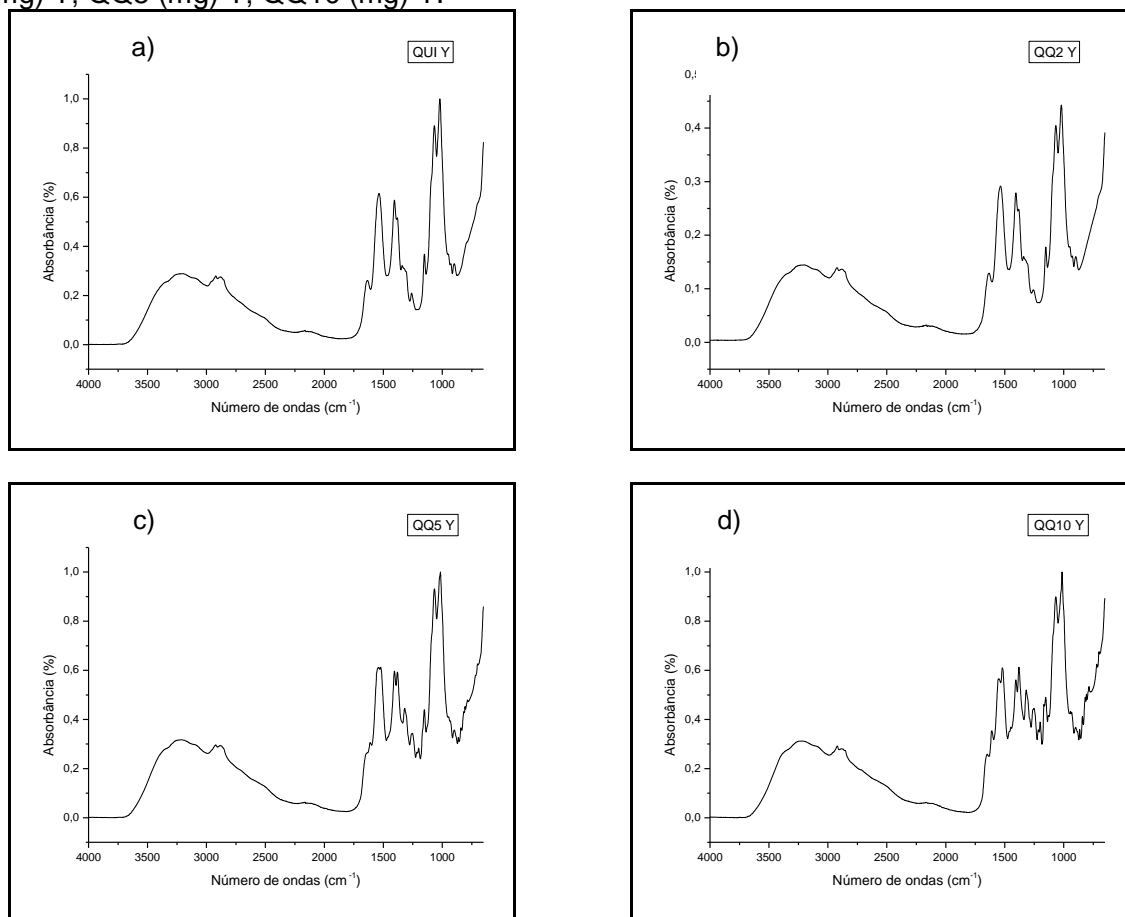 QQ5 (mg) Y; QQ10 (mg) Y.
a)
QUI Y
1,0
0,8
0,6
0,4
0,2
0,0
Absorbância (%)
4000 3500 3000 2500 2000 1500 1000
Número de ondas (cm⁻¹)
b)
QQ2 Y
0,4
0,3
0,2
0,1
0,0
Absorbância (%)
4000 3500 3000 2500 2000 1500 1000
Número de ondas (cm⁻¹)
c)
QQ5 Y
1,0
0,8
0,6
0,4
0,2
0,0
Absorbância (%)
4000 3500 3000 2500 2000 1500 1000
Número de ondas (cm⁻¹)
d)
QQ10 Y
1,0
0,8
0,6
0,4
0,2
0,0
Absorbância (%)
4000 3500 3000 2500 2000 1500 1000
Número de ondas (cm⁻¹)